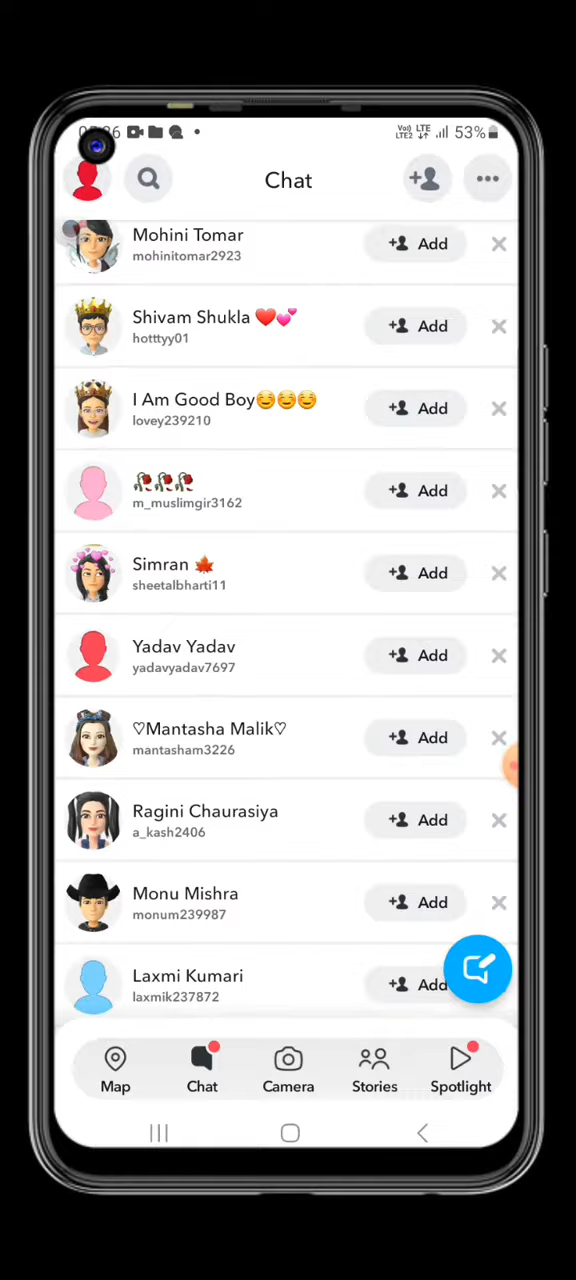 53%
Chat
Mohini Tomar
mohinitomar2923
Add
Shivam Shukla ❤️💕
hotttyy01
Add
I Am Good Boy☺️☺️☺️
lovey239210
Add
🥀🥀🥀
m_muslimgir3162
Add
Simran 🍁
sheetalbharti11
Add
Yadav Yadav
yadavyadav7697
Add
♡Mantasha Malik♡
mantasham3226
Add
Ragini Chaurasiya
a_kash2406
Add
Monu Mishra
monum239987
Add
Laxmi Kumari
laxmik237872
Add
Map Chat Camera Stories Spotlight